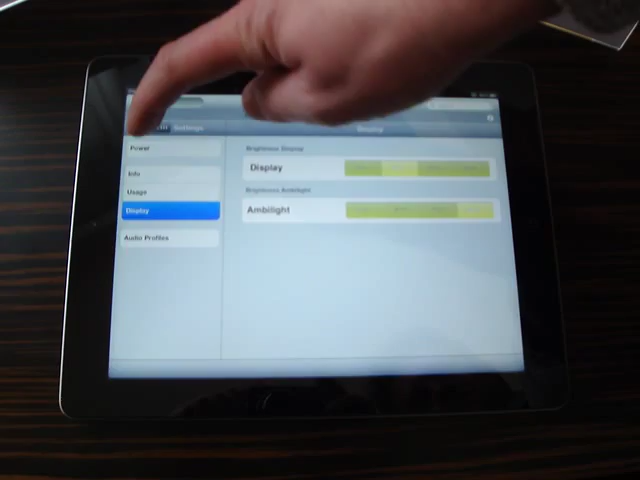 Settings
Display
Power
Info
Usage
Display
Audio Profiles
Brightness Display
Display
Brightness Ambilight
Ambilight